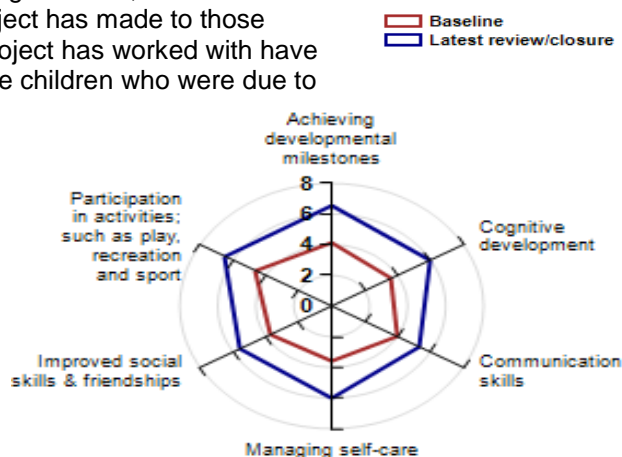 ject has made to those
oject has worked with have
e children who were due to
Baseline
Latest review/closure
Achieving
developmental
milestones
8
6
4
2
0
Cognitive
development
Communication
skills
Managing self-care
Improved social
skills & friendships
Participation
in activities;
such as play,
recreation
and sport